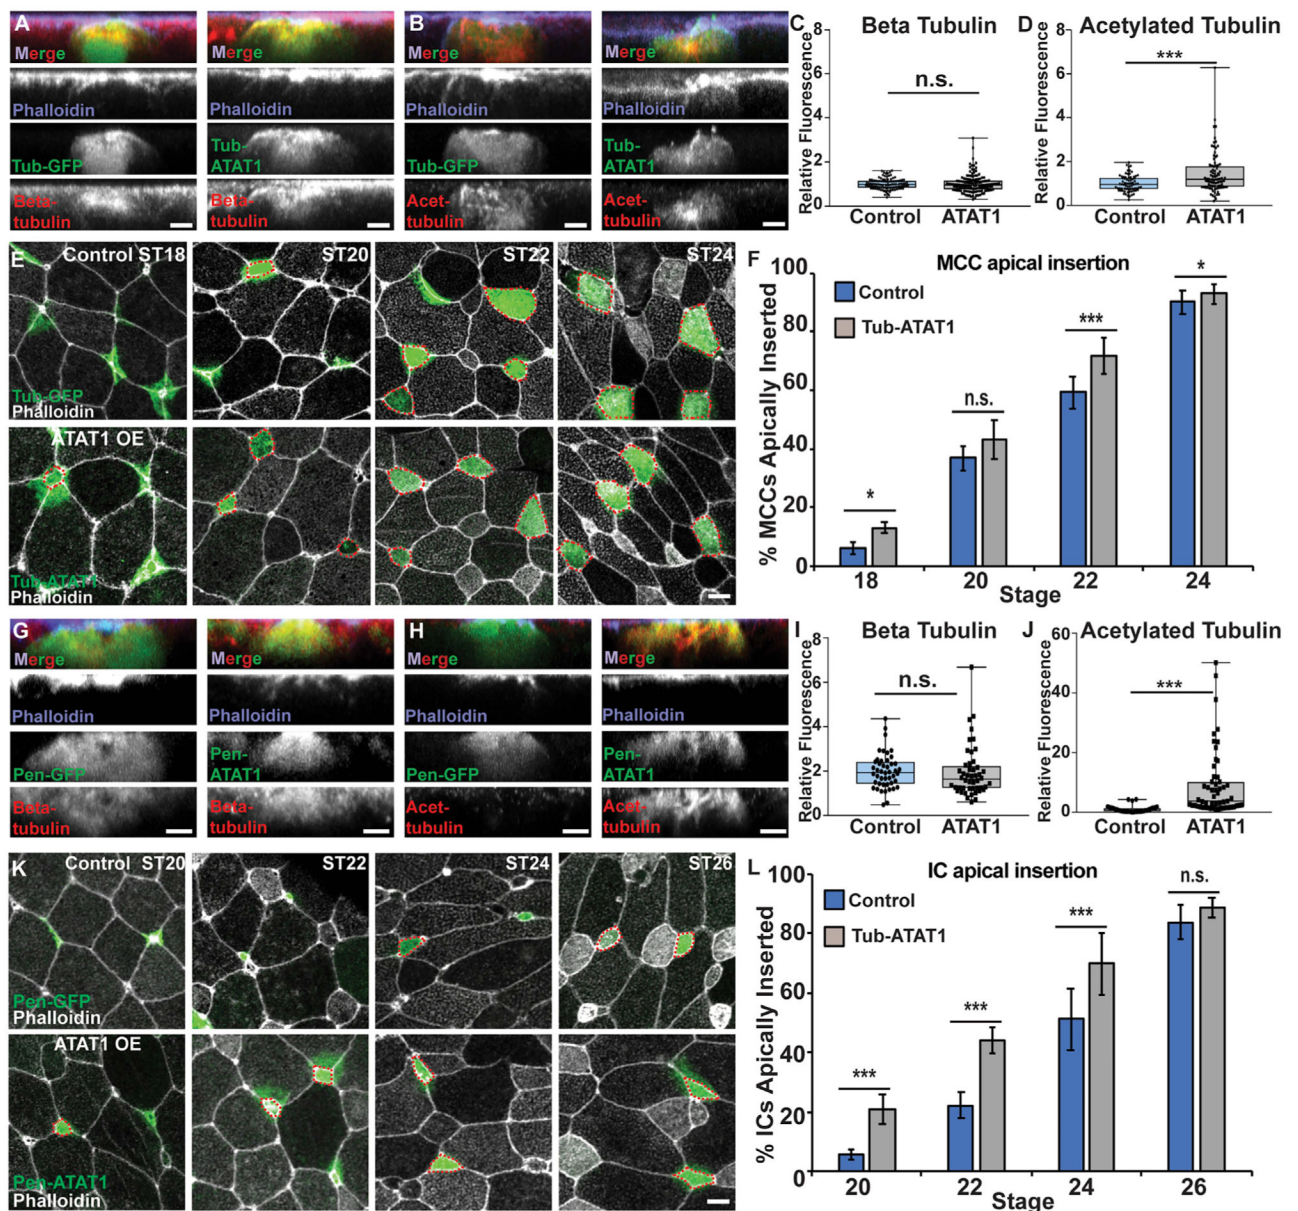 A
Merge
Phalloidin
Tub-GFP
Beta-
tubulin
Merge
Phalloidin
Tub-
ATAT1
Beta-
tubulin
B
Merge
Phalloidin
Tub-GFP
Acet-
tubulin
Merge
Phalloidin
Tub-
ATAT1
Acet-
tubulin
C
Beta Tubulin
Relative Fluorescence
8
6
4
2
0
n.s.
Control
ATAT1
D
Acetylated Tubulin
Relative Fluorescence
8
6
4
2
0
***
Control
ATAT1
E
Control ST18
ST20
ST22
ST24
Tub-GFP
Phalloidin
ATAT1 OE
Tub-ATAT1
Phalloidin
F
MCC apical insertion
% MCCs Apically Inserted
100
80
60
40
20
0
Control
Tub-ATAT1
*
n.s.
***
*
18
20
22
24
Stage
G
Merge
Phalloidin
Pen-GFP
Beta-
tubulin
Merge
Phalloidin
Pen-
ATAT1
Beta-
tubulin
H
Merge
Phalloidin
Pen-GFP
Acet-
tubulin
Merge
Phalloidin
Pen-
ATAT1
Acet-
tubulin
I
Beta Tubulin
Relative Fluorescence
8
6
4
2
0
n.s.
Control
ATAT1
J
Acetylated Tubulin
Relative Fluorescence
60
40
20
0
***
Control
ATAT1
K
Control ST20
ST22
ST24
ST26
Pen-GFP
Phalloidin
ATAT1 OE
Pen-ATAT1
Phalloidin
L
IC apical insertion
% ICs Apically Inserted
100
80
60
40
20
0
Control
Tub-ATAT1
***
***
***
n.s.
20
22
24
26
Stage